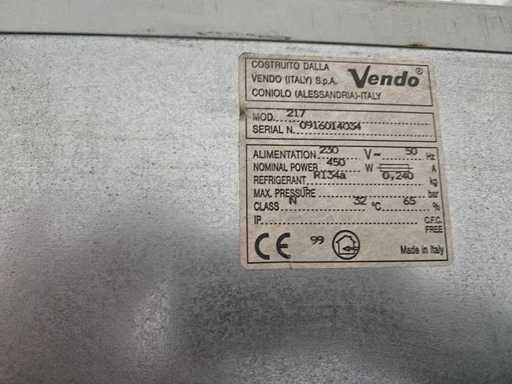 COSTRUITO DALLA
VENDO (ITALY) S.p.A. Vendo®
CONIOLO (ALESSANDRIA)-ITALY
MOD. 217
SERIAL N. 0916014034
ALIMENTATION 230 V~ 50 Hz
NOMINAL POWER 450 W A
REFRIGERANT R134a 0,240 kg
MAX. PRESSURE bar
CLASS N 32 °C 65 %
IP C.F.C. FREE
CE 99 Made in Italy